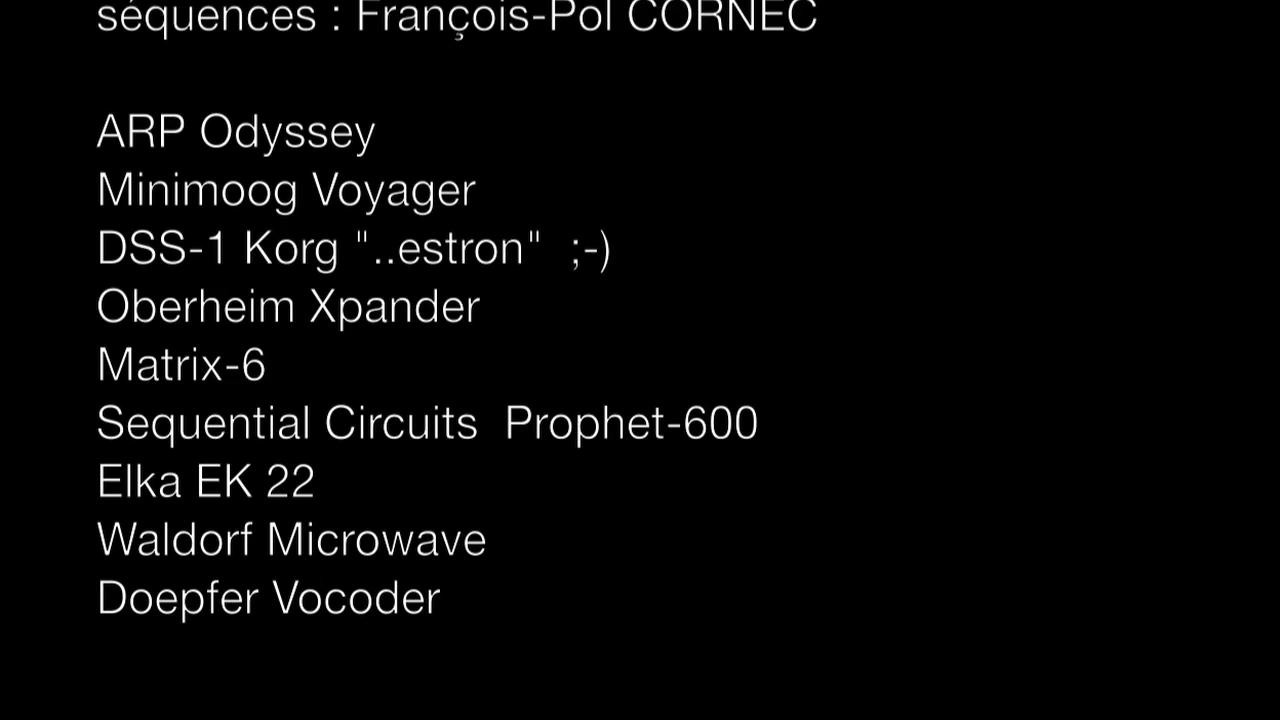 séquences : François-Pol CORNEC
ARP Odyssey
Minimoog Voyager
DSS-1 Korg "..estron"  ;-)
Oberheim Xpander
Matrix-6
Sequential Circuits  Prophet-600
Elka EK 22
Waldorf Microwave
Doepfer Vocoder